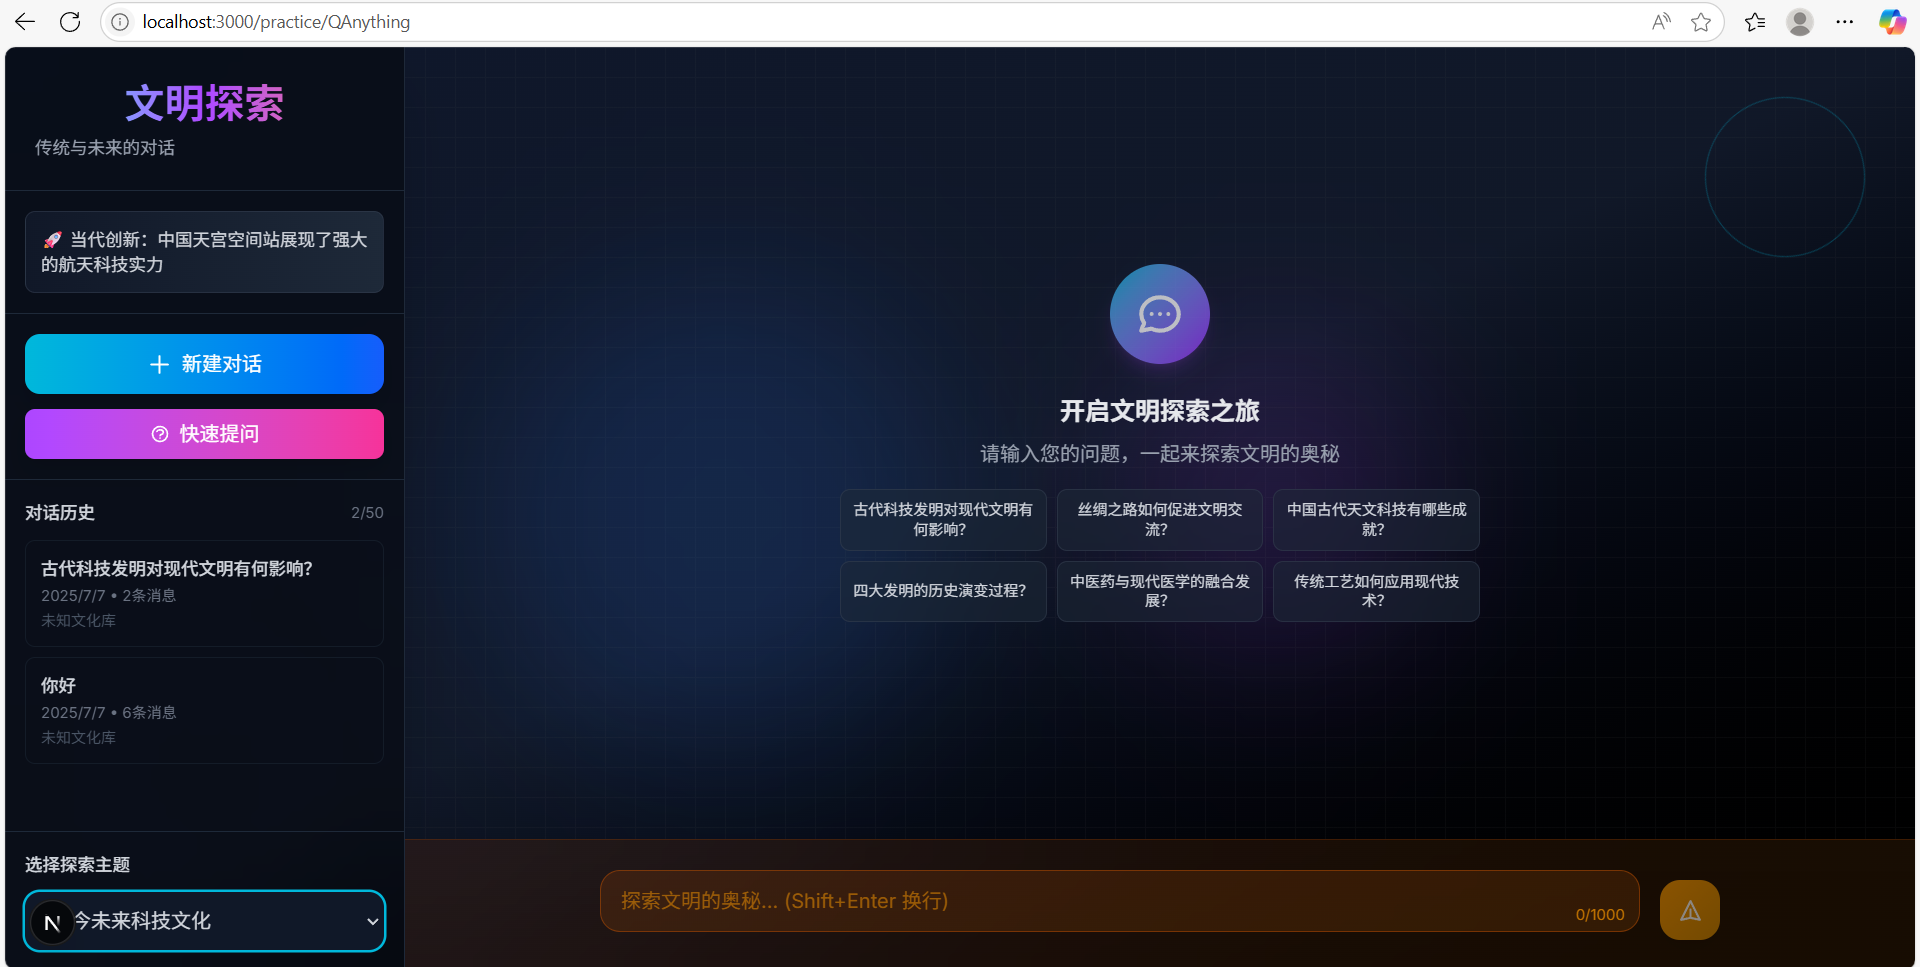 localhost:3000/practice/QAnything
文明探索
传统与未来的对话
🚀 当代创新：中国天宫空间站展现了强大
的航天科技实力
新建对话
快速提问
对话历史
2/50
古代科技发明对现代文明有何影响？
2025/7/7 • 2条消息
未知文化库
你好
2025/7/7 • 6条消息
未知文化库
选择探索主题
N
今未来科技文化
开启文明探索之旅
请输入您的问题，一起来探索文明的奥秘
古代科技发明对现代文明有
何影响？
丝绸之路如何促进文明交
流？
中国古代天文科技有哪些成
就？
四大发明的历史演变过程？
中医药与现代医学的融合发
展？
传统工艺如何应用现代技
术？
探索文明的奥秘... (Shift+Enter 换行)
0/1000